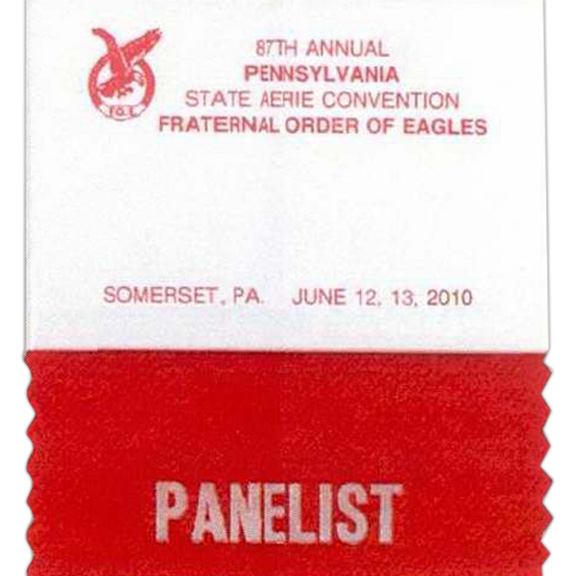 87TH ANNUAL
PENNSYLVANIA
STATE AERIE CONVENTION
FRATERNAL ORDER OF EAGLES
F.O.E.
SOMERSET, PA. JUNE 12, 13, 2010
PANELIST